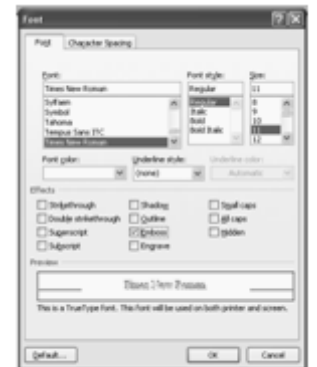 Font
Font Character Spacing
Font: Font style: Size:
Times New Roman Regular 11
Sylfaen Regular 8
Symbol Italic 9
Tahoma Bold 10
Tempus Sans ITC Bold Italic 11
Times New Roman 12
Font color: Underline style: Underline color:
(none) Automatic
Effects
Strikethrough Shadow Small caps
Double strikethrough Outline All caps
Superscript Emboss Hidden
Subscript Engrave
Preview
Times New Roman
This is a TrueType font. This font will be used on both printer and screen.
Default... OK Cancel